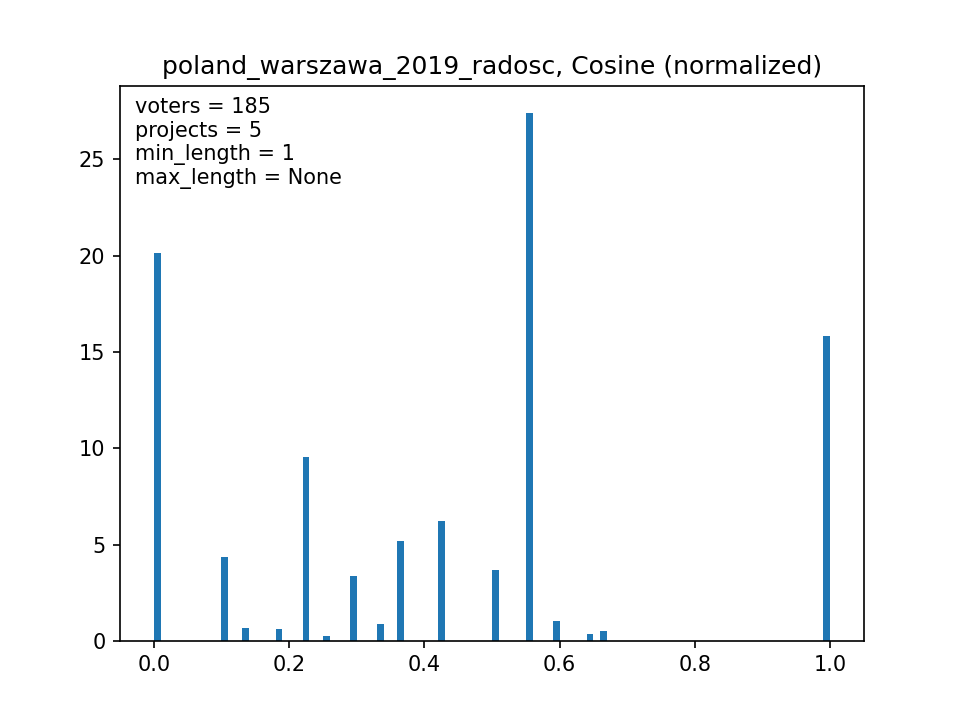 poland_warszawa_2019_radosc, Cosine (normalized)
voters = 185
projects = 5
min_length = 1
max_length = None
25
20
15
10
5
0
0.0 0.2 0.4 0.6 0.8 1.0